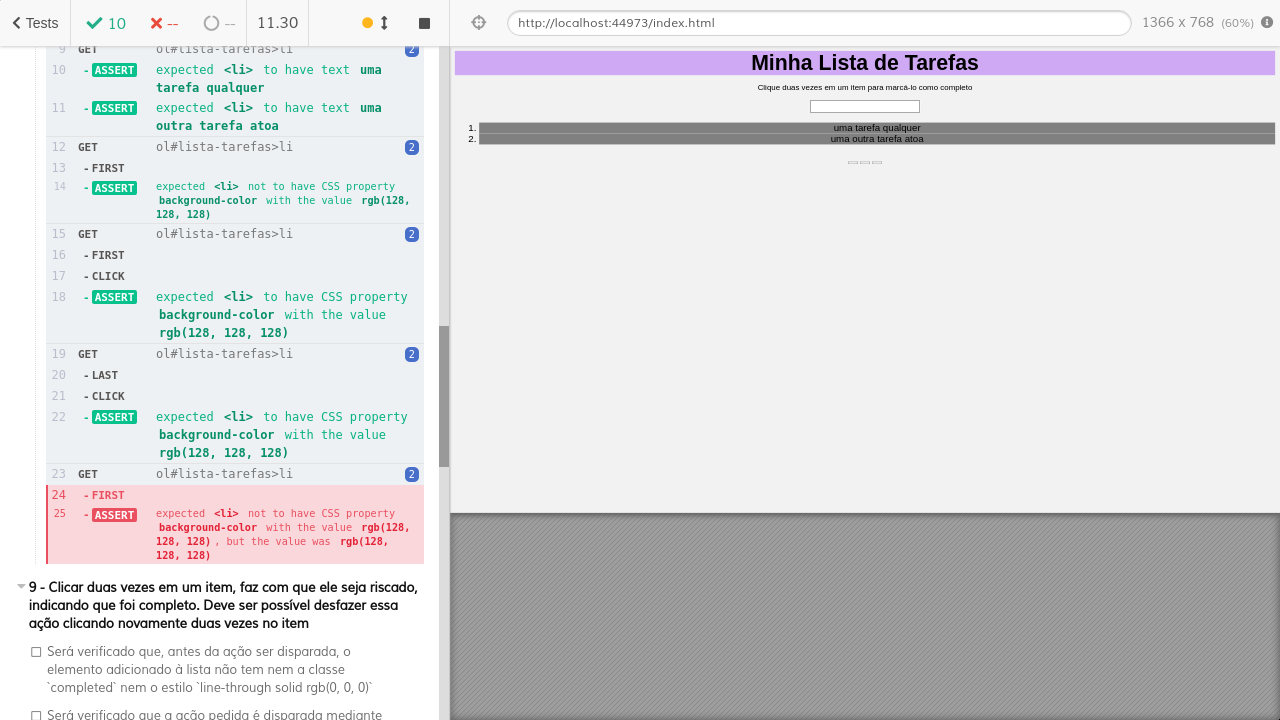 Tests
10
--
--
11.30
http://localhost:44973/index.html
1366 x 768 (60%)
9 GET ol#lista-tarefas>li 2
10 -ASSERT expected <li> to have text uma
tarefa qualquer
11 -ASSERT expected <li> to have text uma
outra tarefa atoa
12 GET ol#lista-tarefas>li 2
13 -FIRST
14 -ASSERT expected <li> not to have CSS property
background-color with the value rgb(128,
128, 128)
15 GET ol#lista-tarefas>li 2
16 -FIRST
17 -CLICK
18 -ASSERT expected <li> to have CSS property
background-color with the value
rgb(128, 128, 128)
19 GET ol#lista-tarefas>li 2
20 -LAST
21 -CLICK
22 -ASSERT expected <li> to have CSS property
background-color with the value
rgb(128, 128, 128)
23 GET ol#lista-tarefas>li 2
24 -FIRST
25 -ASSERT expected <li> not to have CSS property
background-color with the value rgb(128,
128, 128), but the value was rgb(128,
128, 128)
9 - Clicar duas vezes em um item, faz com que ele seja riscado,
indicando que foi completo. Deve ser possível desfazer essa
ação clicando novamente duas vezes no item
Será verificado que, antes da ação ser disparada, o
elemento adicionado à lista não tem nem a classe
`completed` nem o estilo `line-through solid rgb(0, 0, 0)`
Será verificado que a ação pedida é disparada mediante
Minha Lista de Tarefas
Clique duas vezes em um item para marcá-lo como completo
1. uma tarefa qualquer
2. uma outra tarefa atoa